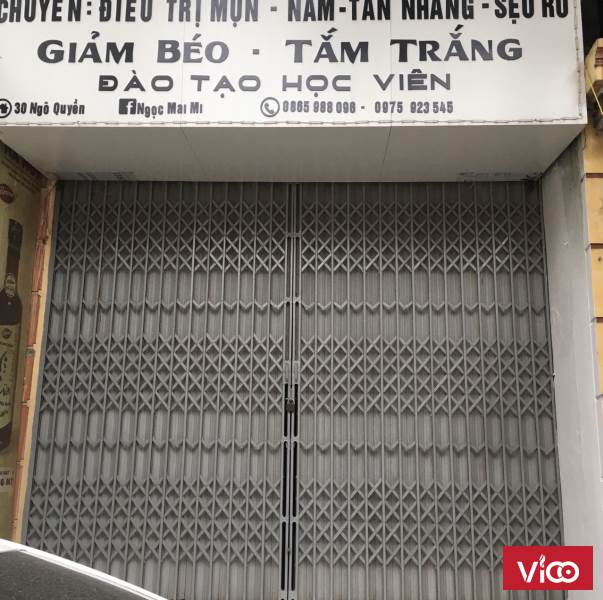 CHUYÊN: ĐIỀU TRỊ MỤN - NÁM-TÀN NHANG - SẸO RỖ
GIẢM BÉO - TẮM TRẮNG
ĐÀO TẠO HỌC VIÊN
30 Ngô Quyền Ngọc Mai Mi 0865 988 098 - 0975 923 545
ViCO